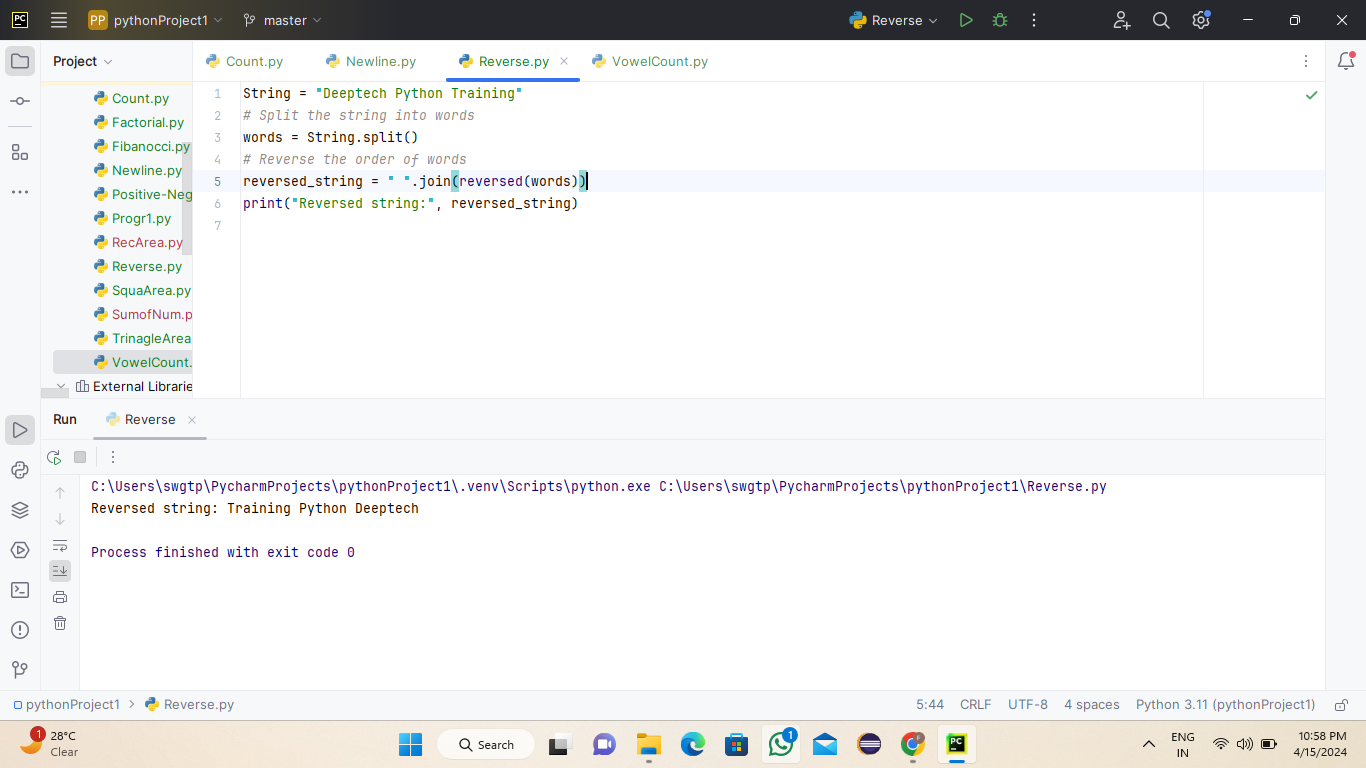 PC PP pythonProject1 master Reverse
Project Count.py Newline.py Reverse.py VowelCount.py
Count.py
Factorial.py
Fibanocci.py
Newline.py
Positive-Neg
Progr1.py
RecArea.py
Reverse.py
SquaArea.py
SumofNum.p
TrinagleArea
VowelCount.
External Librarie
1 String = "Deeptech Python Training"
2 # Split the string into words
3 words = String.split()
4 # Reverse the order of words
5 reversed_string = " ".join(reversed(words))
6 print("Reversed string:", reversed_string)
7
Run Reverse
C:\Users\swgtp\PycharmProjects\pythonProject1\.venv\Scripts\python.exe C:\Users\swgtp\PycharmProjects\pythonProject1\Reverse.py
Reversed string: Training Python Deeptech
Process finished with exit code 0
pythonProject1 > Reverse.py 5:44 CRLF UTF-8 4 spaces Python 3.11 (pythonProject1)
1 28°C
Clear
Search
1
PC
ENG
IN
10:58 PM
4/15/2024